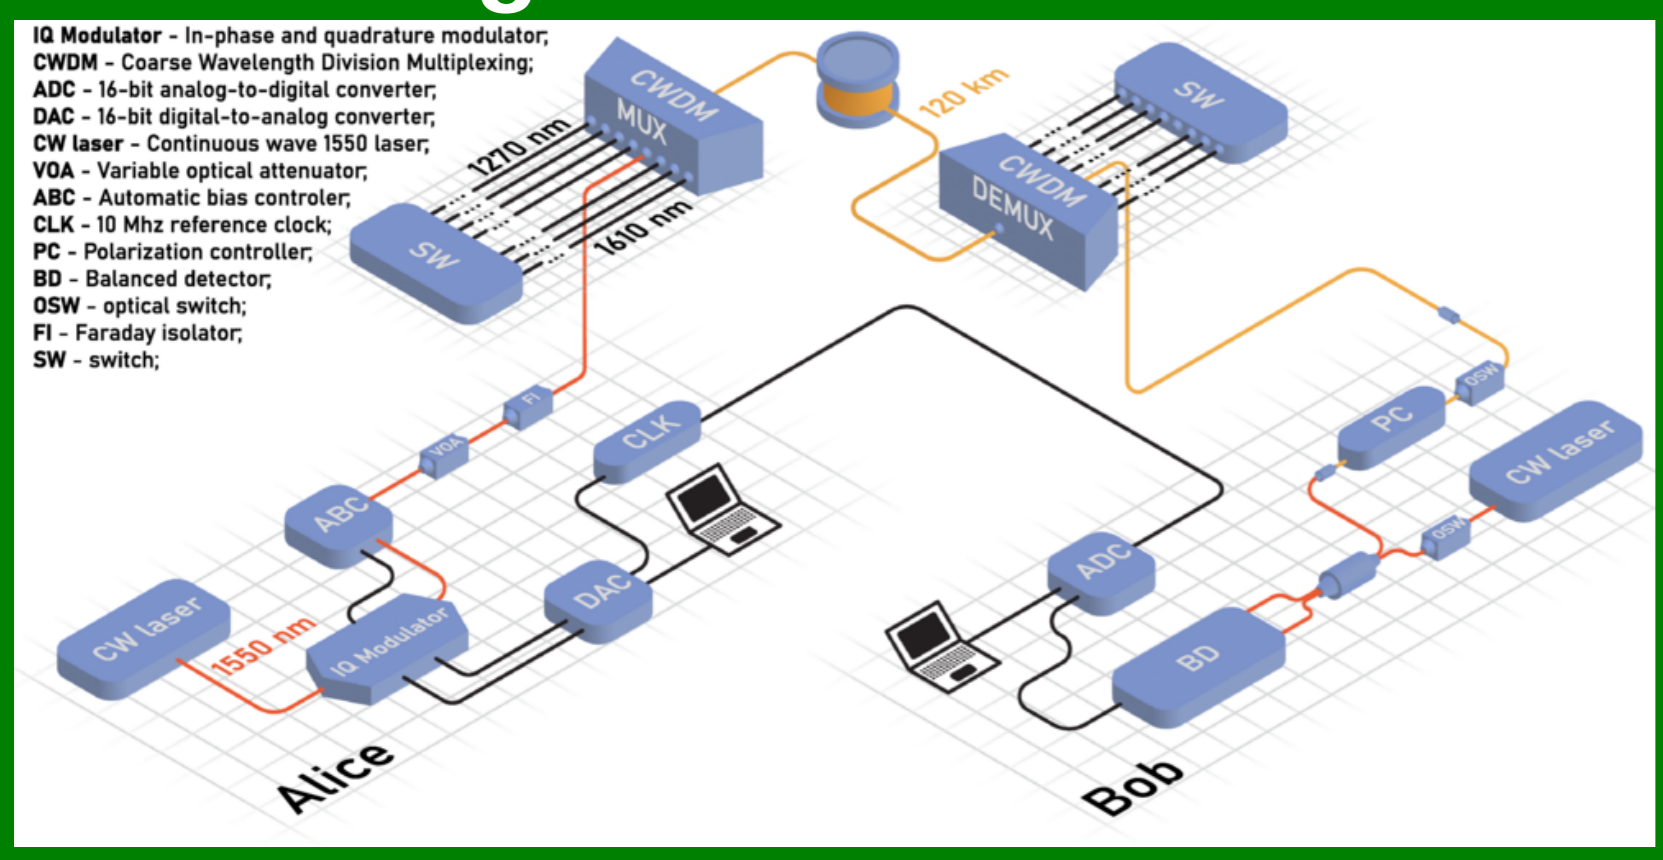 IQ Modulator - In-phase and quadrature modulator;
CWDM - Coarse Wavelength Division Multiplexing;
ADC - 16-bit analog-to-digital converter;
DAC - 16-bit digital-to-analog converter;
CW laser - Continuous wave 1550 laser;
VOA - Variable optical attenuator;
ABC - Automatic bias controler;
CLK - 10 Mhz reference clock;
PC - Polarization controller;
BD - Balanced detector;
OSW - optical switch;
FI - Faraday isolator;
SW - switch;
CWDM
MUX
1270 nm
1610 nm
SW
120 km
SW
CWDM
DEMUX
FI
VOA
ABC
CLK
DAC
CW laser
1550 nm
IQ Modulator
Alice
OSW
PC
CW laser
OSW
ADC
BD
Bob